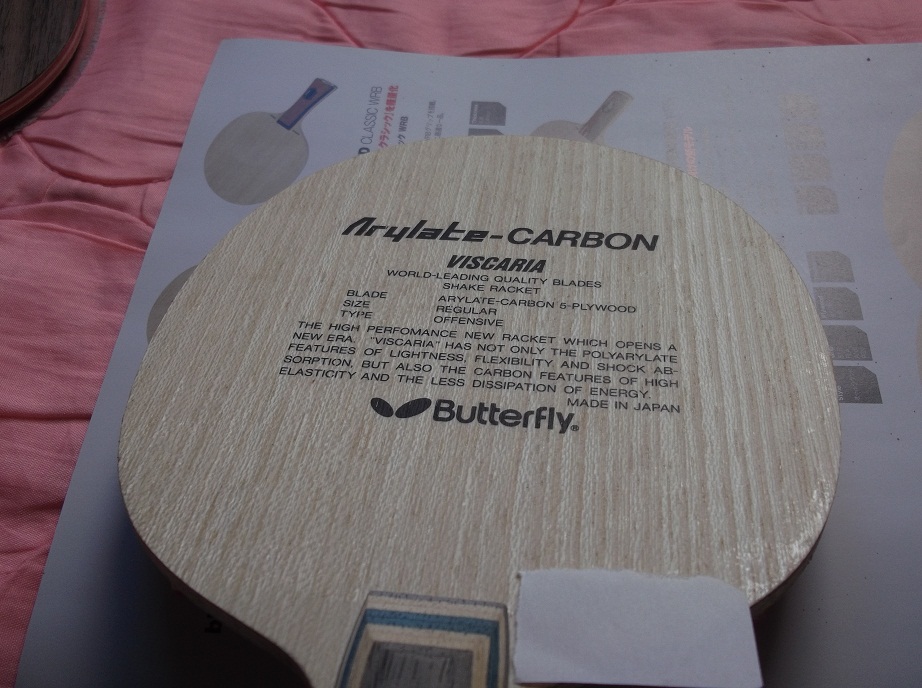 CLASSIC WRB
Arylate-CARBON
VISCARIA
WORLD-LEADING QUALITY BLADES
SHAKE RACKET
BLADE ARYLATE-CARBON 5-PLYWOOD
SIZE REGULAR
TYPE OFFENSIVE
THE HIGH PERFOMANCE NEW RACKET WHICH OPENS A
NEW ERA. "VISCARIA" HAS NOT ONLY THE POLYARYLATE
FEATURES OF LIGHTNESS, FLEXIBILITY AND SHOCK AB-
SORPTION, BUT ALSO THE CARBON FEATURES OF HIGH
ELASTICITY AND THE LESS DISSIPATION OF ENERGY.
MADE IN JAPAN
Butterfly®